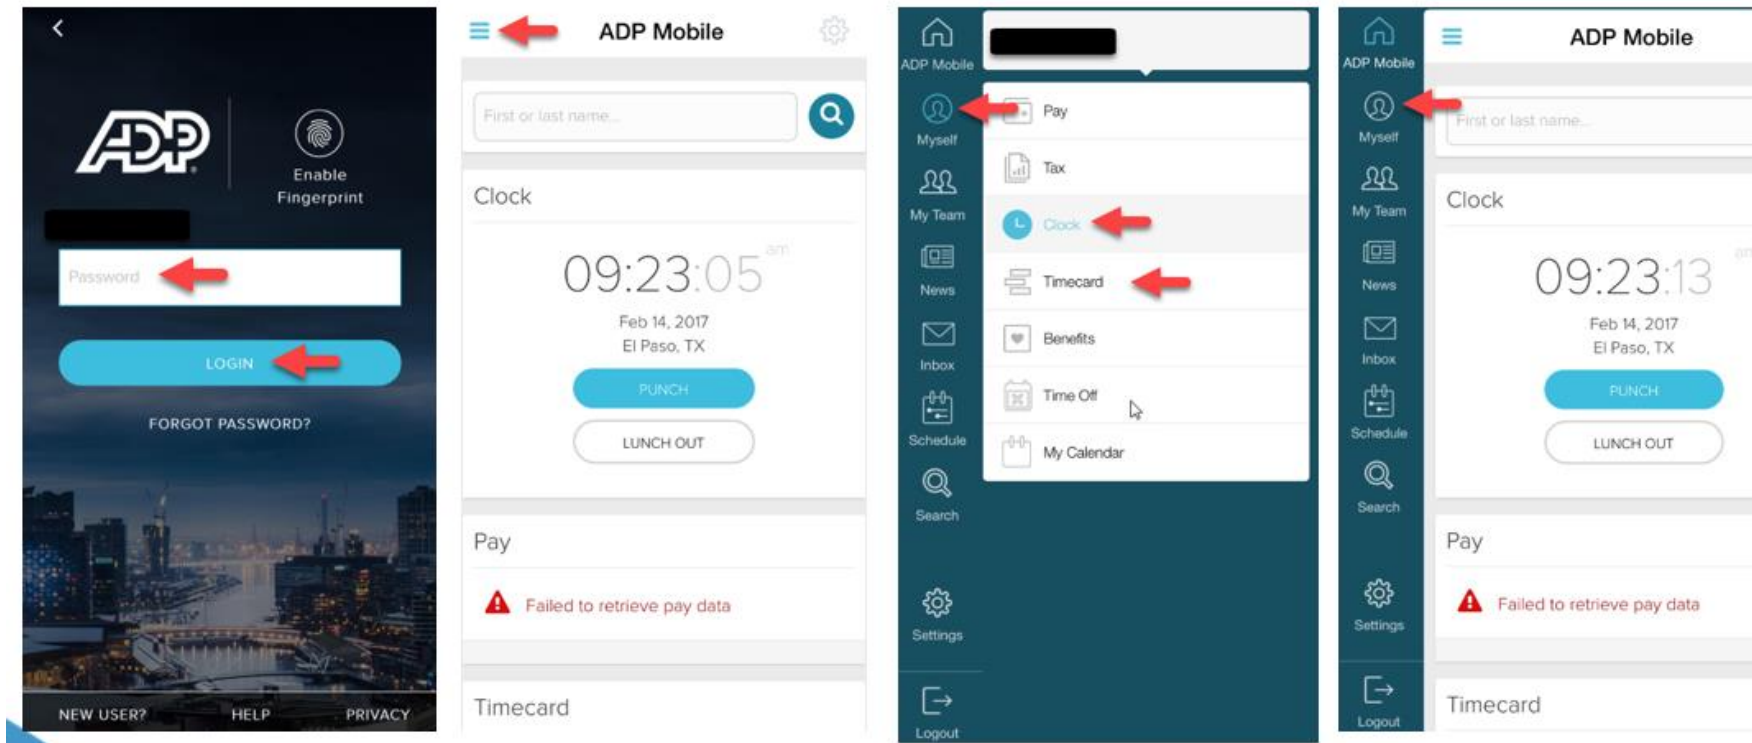 ADP
Enable
Fingerprint
Password
LOGIN
FORGOT PASSWORD?
NEW USER?
HELP
PRIVACY
ADP Mobile
First or last name...
Clock
09:23:05 am
Feb 14, 2017
El Paso, TX
PUNCH
LUNCH OUT
Pay
Failed to retrieve pay data
Timecard
ADP Mobile
Myself
My Team
News
Inbox
Schedule
Search
Settings
Logout
Pay
Tax
Clock
Timecard
Benefits
Time Off
My Calendar
ADP Mobile
Myself
My Team
News
Inbox
Schedule
Search
Settings
Logout
ADP Mobile
First or last name...
Clock
09:23:13
Feb 14, 2017
El Paso, TX
PUNCH
LUNCH OUT
Pay
Failed to retrieve pay data
Timecard